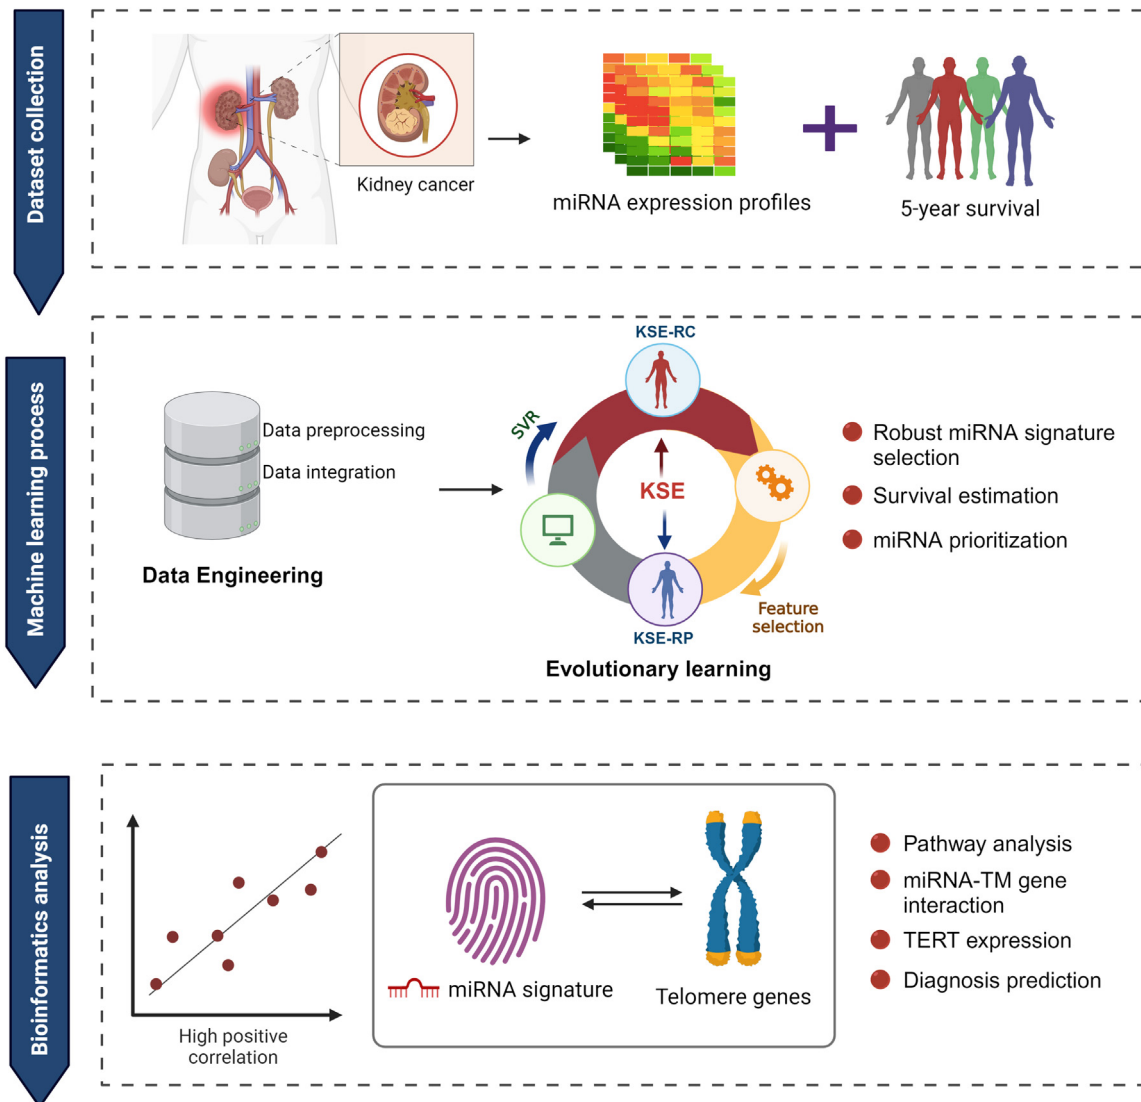 Dataset collection
Kidney cancer
miRNA expression profiles
5-year survival
Machine learning process
Data preprocessing
Data integration
Data Engineering
KSE-RC
SVR
KSE
KSE-RP
Feature
selection
Evolutionary learning
Robust miRNA signature
selection
Survival estimation
miRNA prioritization
Bioinformatics analysis
High positive
correlation
miRNA signature
Telomere genes
Pathway analysis
miRNA-TM gene
interaction
TERT expression
Diagnosis prediction